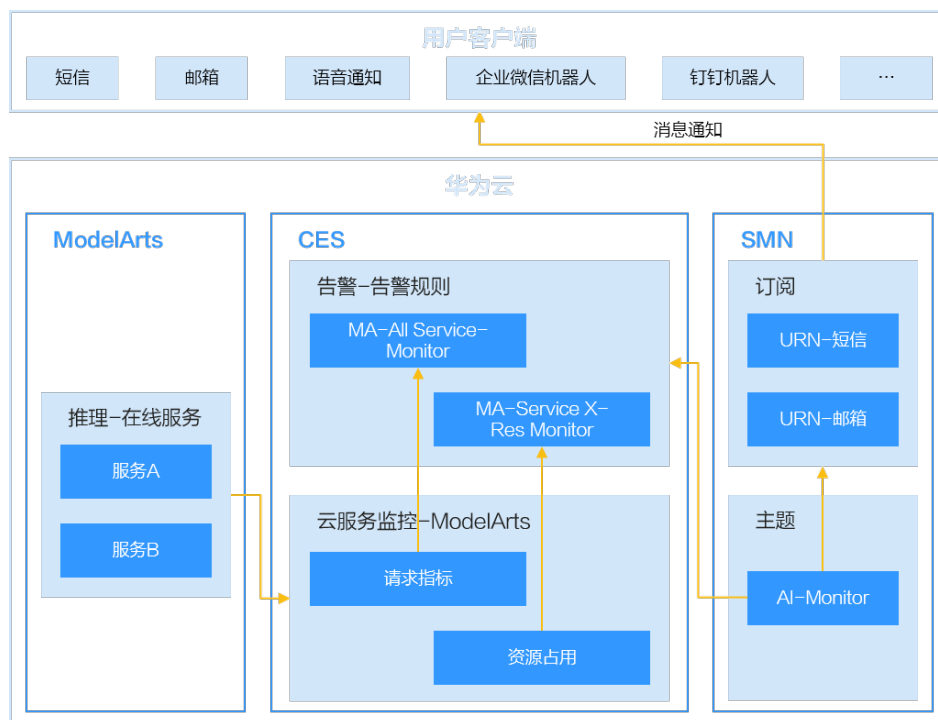 用户客户端
短信
邮箱
语音通知
企业微信机器人
钉钉机器人
...
消息通知
华为云
ModelArts
推理-在线服务
服务A
服务B
CES
告警-告警规则
MA-All Service-
Monitor
MA-Service X-
Res Monitor
云服务监控-ModelArts
请求指标
资源占用
SMN
订阅
URN-短信
URN-邮箱
主题
AI-Monitor